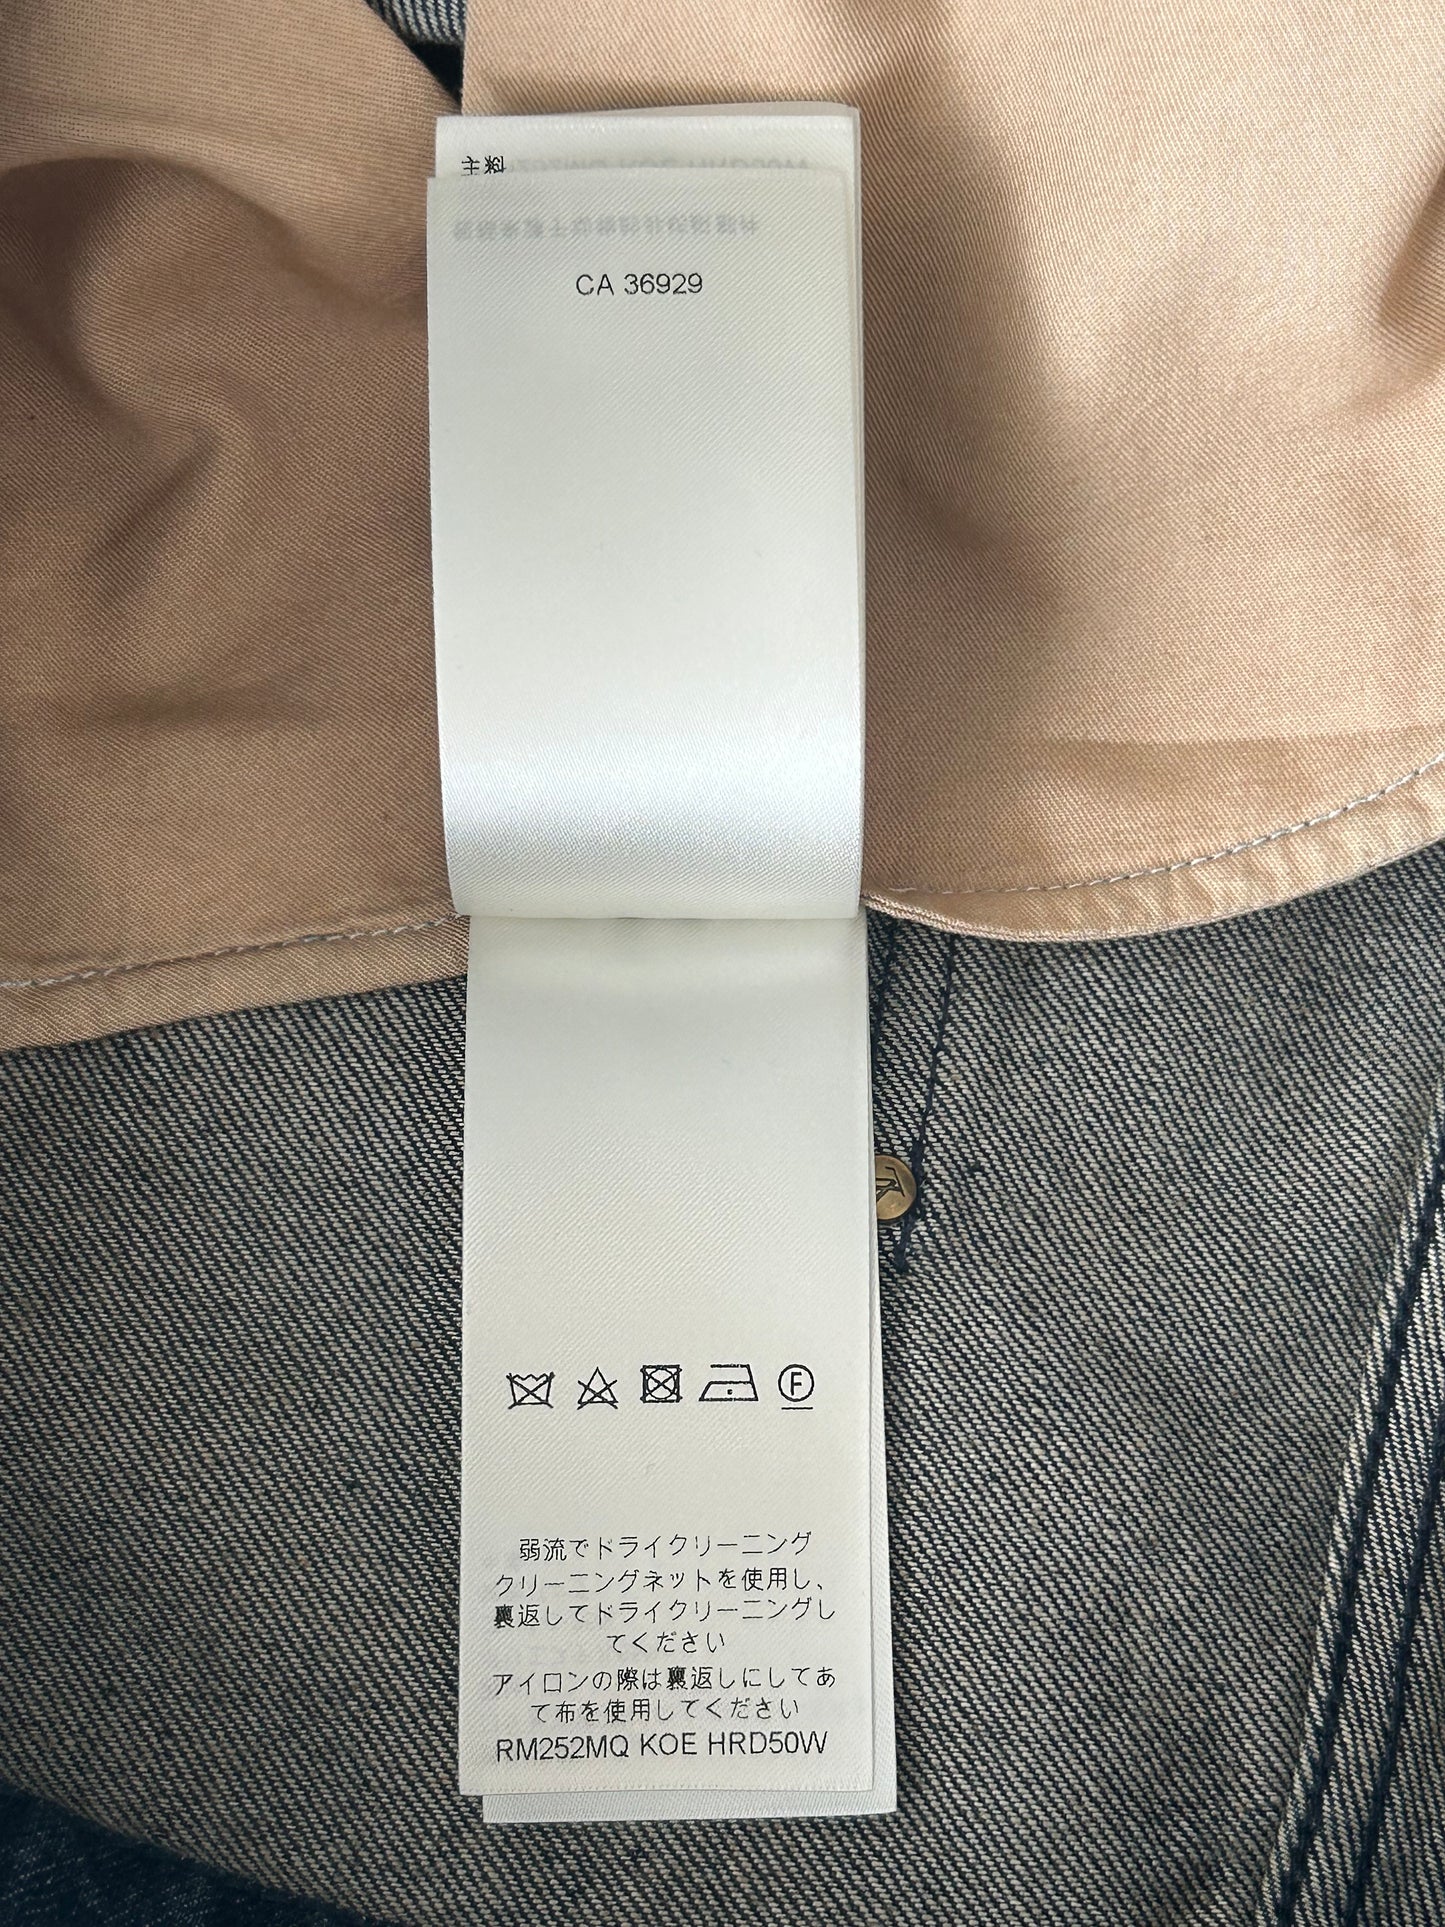 CA 36929
F
弱流でドライクリーニング
クリーニングネットを使用し、
裏返してドライクリーニングし
てください
アイロンの際は裏返しにしてあ
て布を使用してください
RM252MQ KOE HRD50W